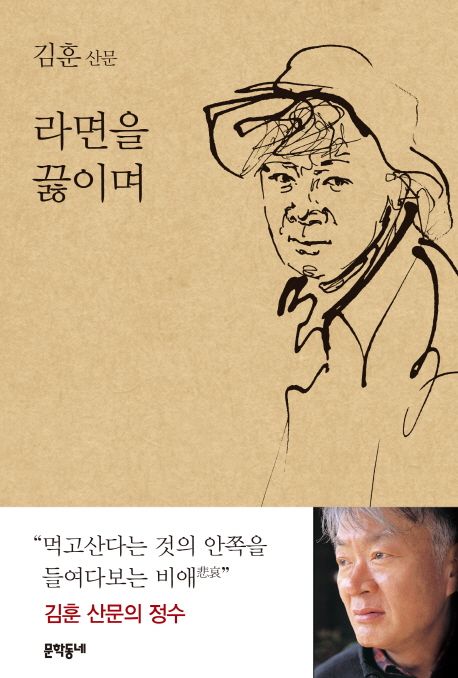 김훈 산문
라면을
끓이며
“먹고산다는 것의 안쪽을
들여다보는 비애悲哀”
김훈 산문의 정수
문학동네